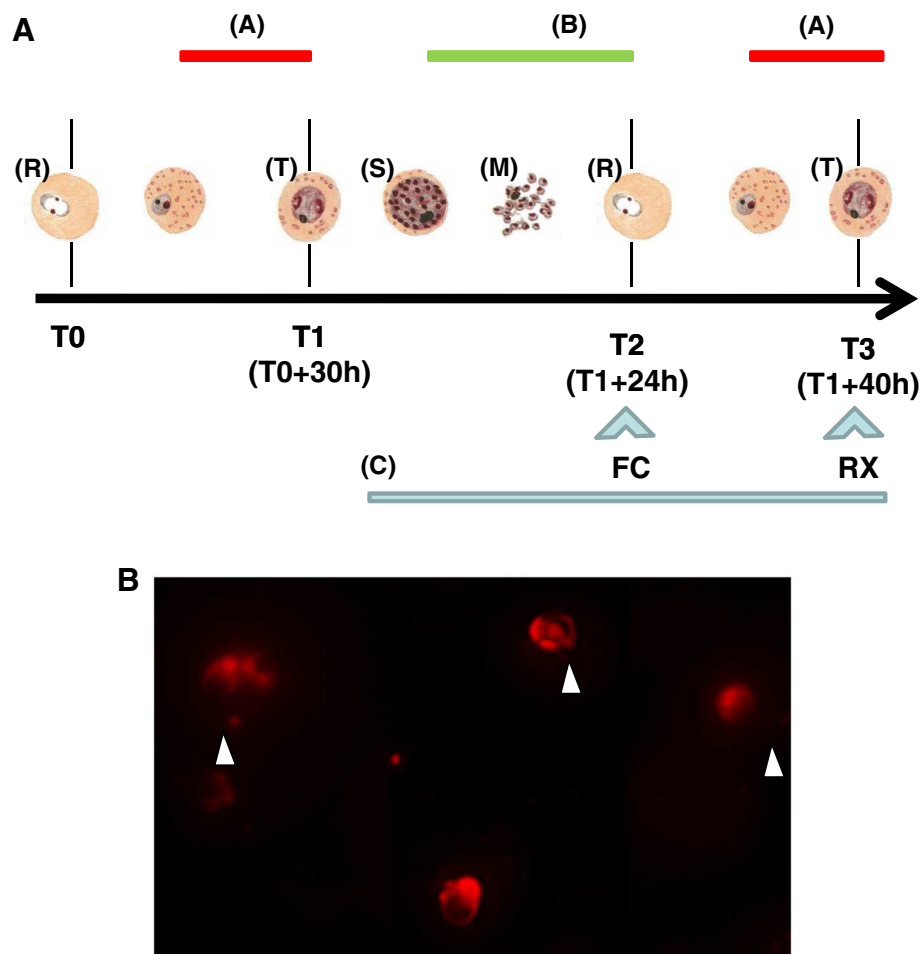 A
(A) (B) (A)
(R) (T) (S) (M) (R) (T)
T0 T1 T2 T3
(T0+30h) (T1+24h) (T1+40h)
(C) FC RX
B